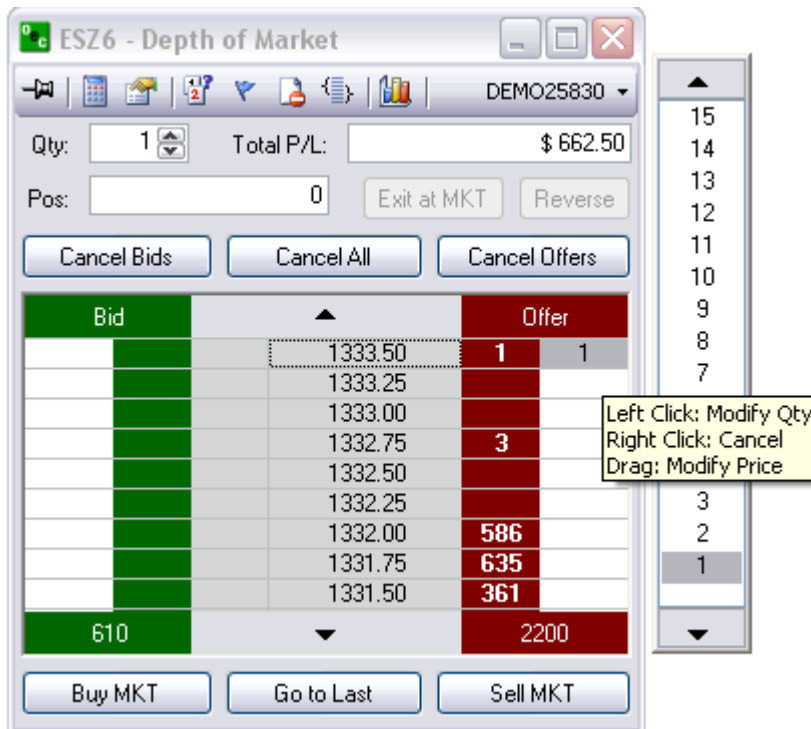 OeC ESZ6 - Depth of Market
DEMO25830
Qty: 1 Total P/L: $ 662.50
Pos: 0 Exit at MKT Reverse
Cancel Bids Cancel All Cancel Offers
Bid Offer
1333.50 1 1
1333.25
1333.00
1332.75 3
1332.50
1332.25
1332.00 586
1331.75 635
1331.50 361
610 2200
Buy MKT Go to Last Sell MKT
15
14
13
12
11
10
9
8
7
Left Click: Modify Qty
Right Click: Cancel
Drag: Modify Price
3
2
1